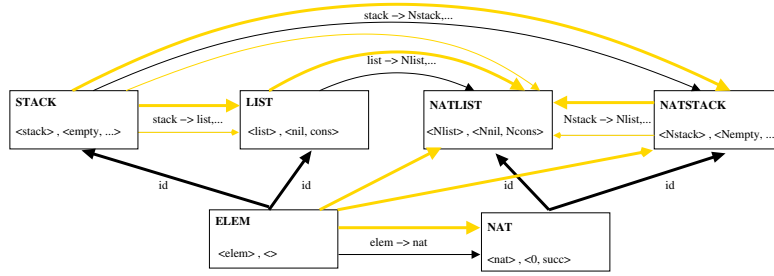 stack -> Nstack,...
list -> Nlist,...
STACK
LIST
NATLIST
NATSTACK
stack -> list,...
Nstack -> Nlist,...
<stack> , <empty, ...>
<list> , <nil, cons>
<Nlist> , <Nnil, Ncons>
<Nstack> , <Nempty, ...
id
id
id
id
ELEM
NAT
elem -> nat
<elem> , <>
<nat> , <0, succ>